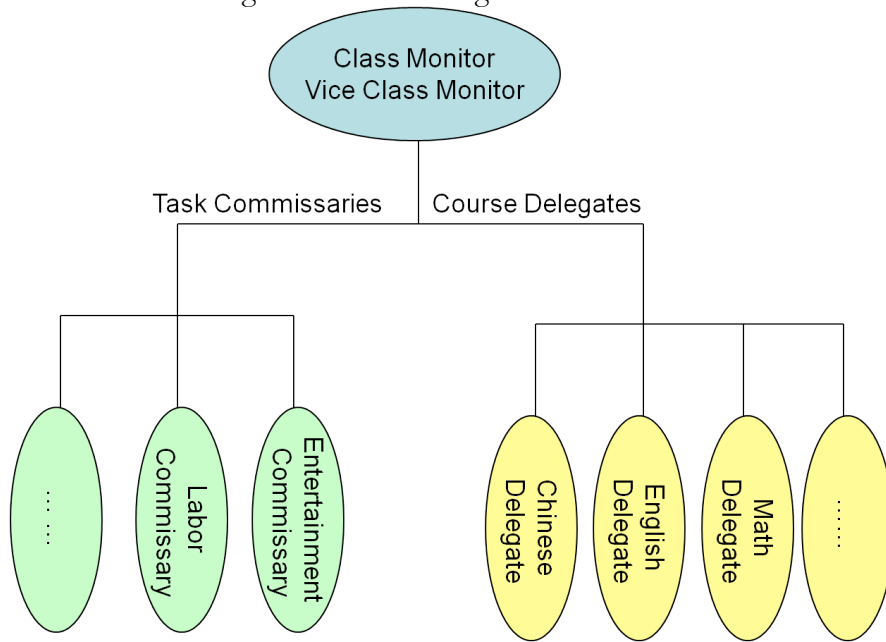 Class Monitor
Vice Class Monitor
Task Commissaries
Course Delegates
... ...
Labor
Commissary
Entertainment
Commissary
Chinese
Delegate
English
Delegate
Math
Delegate
......